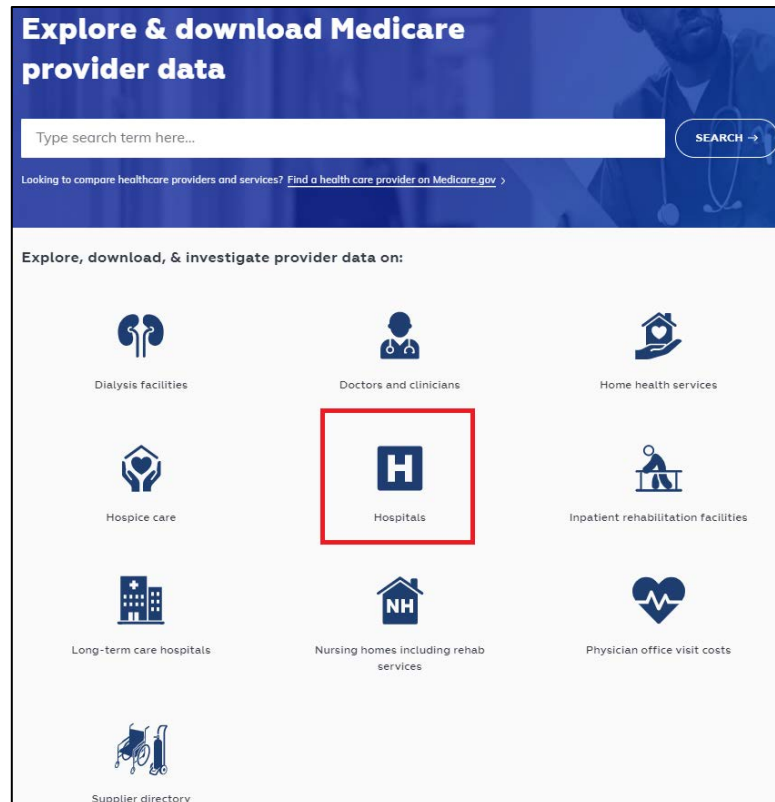 Explore & download Medicare
provider data
Type search term here...
SEARCH →
Looking to compare healthcare providers and services? Find a health care provider on Medicare.gov >
Explore, download, & investigate provider data on:
Dialysis facilities
Doctors and clinicians
Home health services
H
Hospice care
Hospitals
Inpatient rehabilitation facilities
NH
Long-term care hospitals
Nursing homes including rehab
services
Physician office visit costs
Supplier directory